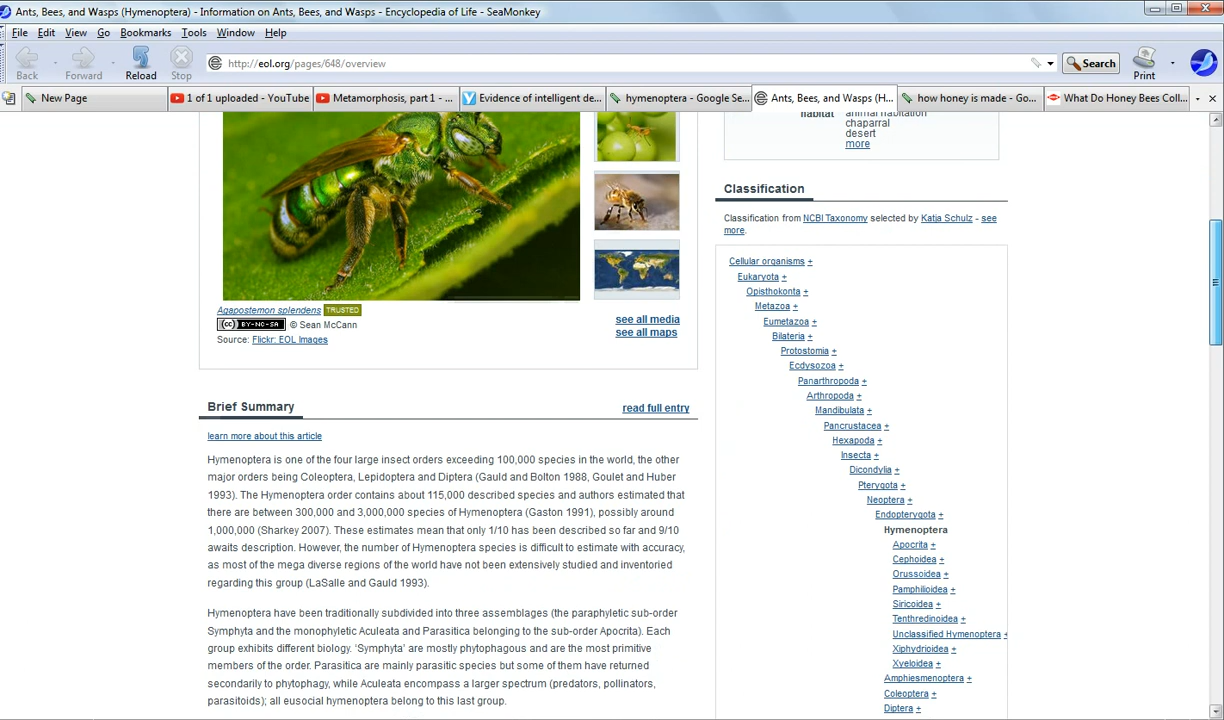 Ants, Bees, and Wasps (Hymenoptera) - Information on Ants, Bees, and Wasps - Encyclopedia of Life - SeaMonkey
File Edit View Go Bookmarks Tools Window Help
Back Forward Reload Stop http://eol.org/pages/648/overview Search Print
New Page 1 of 1 uploaded - YouTube Metamorphosis, part 1 - ... Evidence of intelligent de... hymenoptera - Google Se... Ants, Bees, and Wasps (H... how honey is made - Go... What Do Honey Bees Coll...
habitat animal habitation
chaparral
desert
more
Classification
Classification from NCBI Taxonomy selected by Katja Schulz - see
more.
Cellular organisms +
Eukaryota +
Opisthokonta +
Metazoa +
Eumetazoa +
Bilateria +
Protostomia +
Ecdysozoa +
Panarthropoda +
Arthropoda +
Mandibulata +
Pancrustacea +
Hexapoda +
Insecta +
Dicondylia +
Pterygota +
Neoptera +
Endopterygota +
Hymenoptera
Apocrita +
Cephoidea +
Orussoidea +
Pamphilioidea +
Siricoidea +
Tenthredinoidea +
Unclassified Hymenoptera +
Xiphydrioidea +
Xyeloidea +
Amphiesmenoptera +
Coleoptera +
Diptera +
Agapostemon splendens TRUSTED
(cc) BY-NC-SA © Sean McCann
Source: Flickr: EOL Images
see all media
see all maps
Brief Summary read full entry
learn more about this article
Hymenoptera is one of the four large insect orders exceeding 100,000 species in the world, the other
major orders being Coleoptera, Lepidoptera and Diptera (Gauld and Bolton 1988, Goulet and Huber
1993). The Hymenoptera order contains about 115,000 described species and authors estimated that
there are between 300,000 and 3,000,000 species of Hymenoptera (Gaston 1991), possibly around
1,000,000 (Sharkey 2007). These estimates mean that only 1/10 has been described so far and 9/10
awaits description. However, the number of Hymenoptera species is difficult to estimate with accuracy,
as most of the mega diverse regions of the world have not been extensively studied and inventoried
regarding this group (LaSalle and Gauld 1993).
Hymenoptera have been traditionally subdivided into three assemblages (the paraphyletic sub-order
Symphyta and the monophyletic Aculeata and Parasitica belonging to the sub-order Apocrita). Each
group exhibits different biology. 'Symphyta' are mostly phytophagous and are the most primitive
members of the order. Parasitica are mainly parasitic species but some of them have returned
secondarily to phytophagy, while Aculeata encompass a larger spectrum (predators, pollinators,
parasitoids); all eusocial hymenoptera belong to this last group.